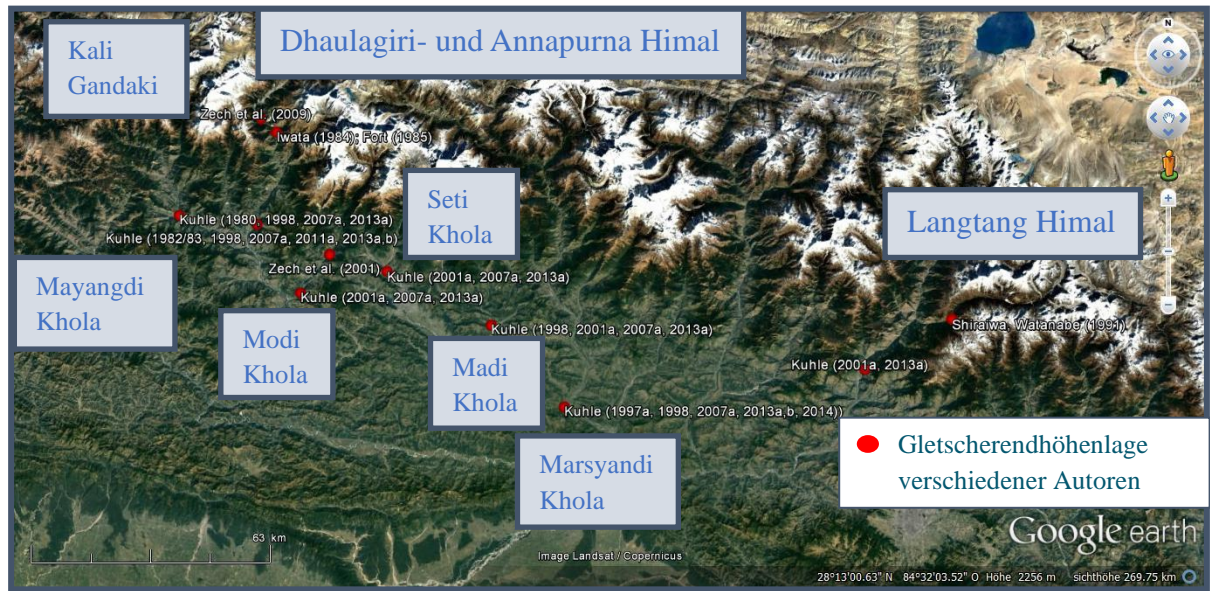 Kali
Gandaki
Dhaulagiri- und Annapurna Himal
N
Zech et al. (2009)
Iwata (1984); Fort (1985)
Seti
Khola
Langtang Himal
Kuhle (1980, 1998, 2007a, 2013a)
Kuhle (1982/83, 1998, 2007a, 2011a, 2013a,b)
Zech et al. (2001)
Kuhle (2001a, 2007a, 2013a)
Mayangdi
Khola
Kuhle (2001a, 2007a, 2013a)
Modi
Khola
Kuhle (1998, 2001a, 2007a, 2013a)
Shiraiwa, Watanabe (1991)
Madi
Khola
Kuhle (2001a, 2013a)
Kuhle (1997a, 1998, 2007a, 2013a,b, 2014))
Marsyandi
Khola
Gletscherendhöhenlage
verschiedener Autoren
Google earth
63 km
Image Landsat / Copernicus
28°13'00.63" N 84°32'03.52" O Höhe 2256 m sichthöhe 269.75 km